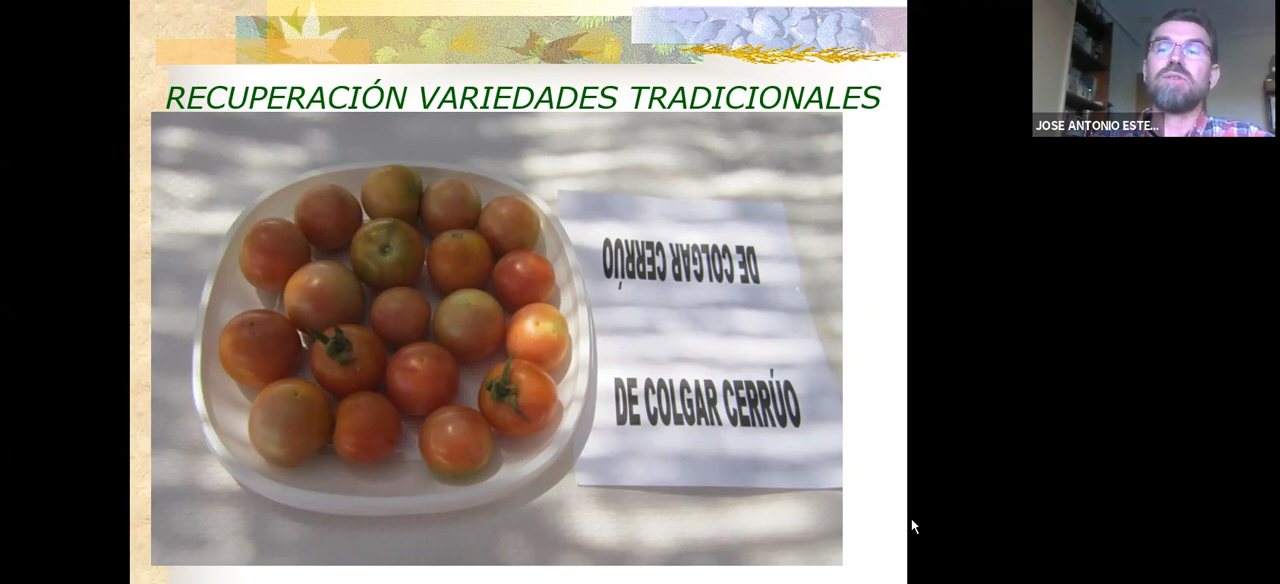 RECUPERACIÓN VARIEDADES TRADICIONALES
JOSE ANTONIO ESTE...
DE COLGAR CERRÚO
DE COLGAR CERRÚO